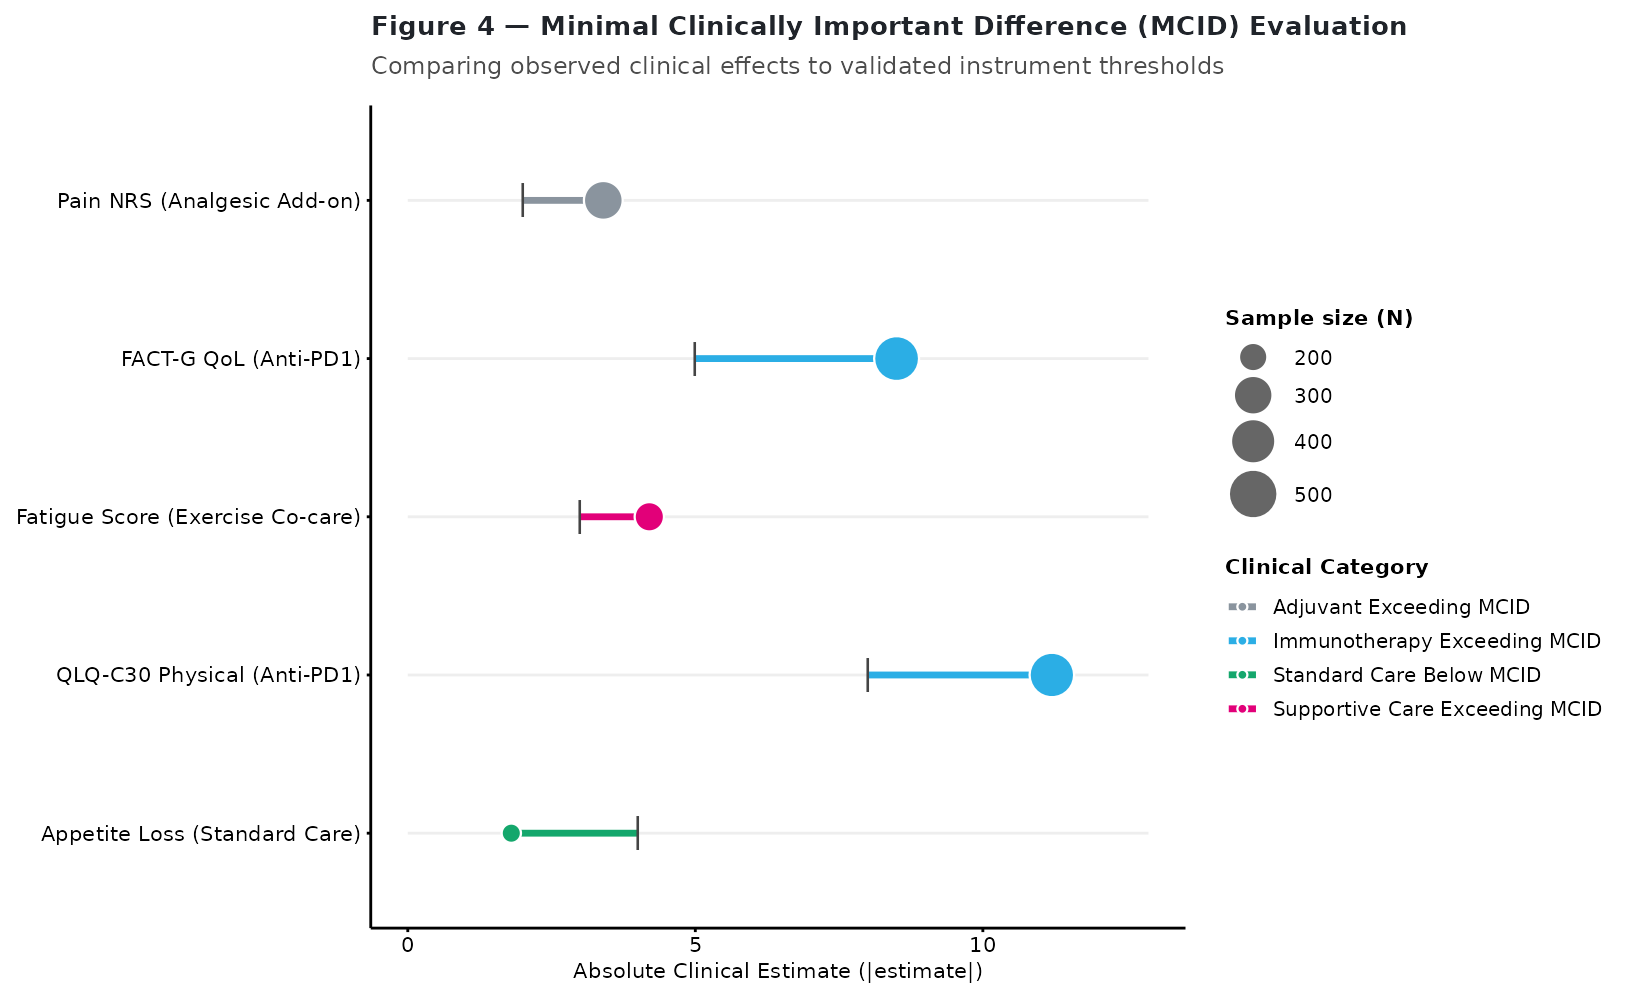 Figure 4 — Minimal Clinically Important Difference (MCID) Evaluation
Comparing observed clinical effects to validated instrument thresholds
Pain NRS (Analgesic Add-on)
FACT-G QoL (Anti-PD1)
Fatigue Score (Exercise Co-care)
QLQ-C30 Physical (Anti-PD1)
Appetite Loss (Standard Care)
0
5
10
Absolute Clinical Estimate (|estimate|)
Sample size (N)
200
300
400
500
Clinical Category
Adjuvant Exceeding MCID
Immunotherapy Exceeding MCID
Standard Care Below MCID
Supportive Care Exceeding MCID